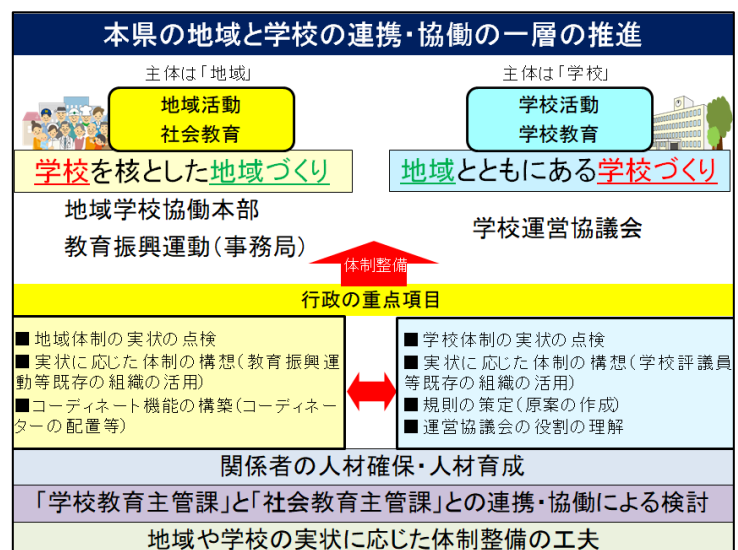 本県の地域と学校の連携・協働の一層の推進
主体は「地域」
地域活動
社会教育
学校を核とした地域づくり
地域学校協働本部
教育振興運動(事務局)
主体は「学校」
学校活動
学校教育
地域とともにある学校づくり
学校運営協議会
体制整備
行政の重点項目
■地域体制の実状の点検
■実状に応じた体制の構想(教育振興運
動等既存の組織の活用)
■コーディネート機能の構築(コーディネー
ターの配置等)
■学校体制の実状の点検
■実状に応じた体制の構想(学校評議員
等既存の組織の活用)
■規則の策定(原案の作成)
■運営協議会の役割の理解
関係者の人材確保・人材育成
「学校教育主管課」と「社会教育主管課」との連携・協働による検討
地域や学校の実状に応じた体制整備の工夫